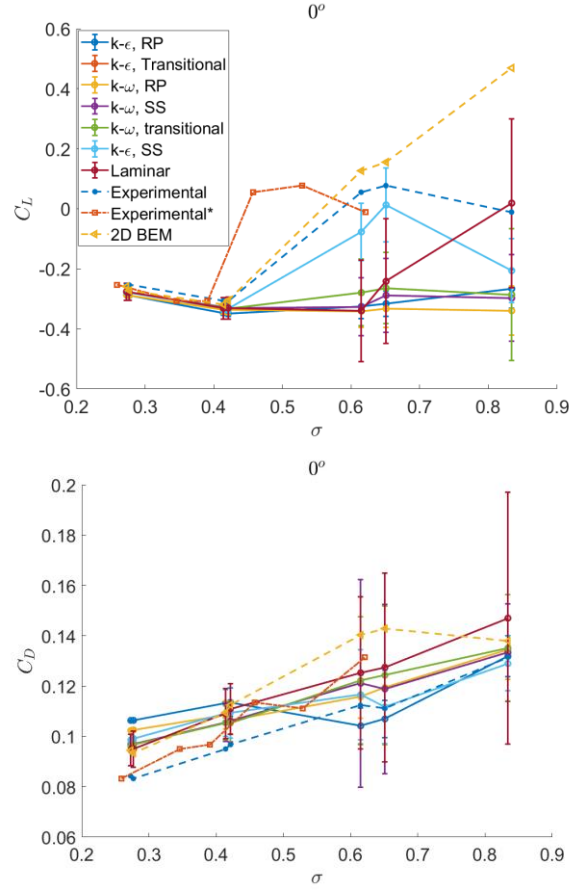 0°
0.6
0.4
0.2
0
-0.2
-0.4
-0.6
C_L
k-ϵ, RP
k-ϵ, Transitional
k-ω, RP
k-ω, SS
k-ω, transitional
k-ϵ, SS
Laminar
Experimental
Experimental*
2D BEM
0.2 0.3 0.4 0.5 0.6 0.7 0.8 0.9
σ
0°
0.2
0.18
0.16
0.14
0.12
0.1
0.08
0.06
C_D
0.2 0.3 0.4 0.5 0.6 0.7 0.8 0.9
σ